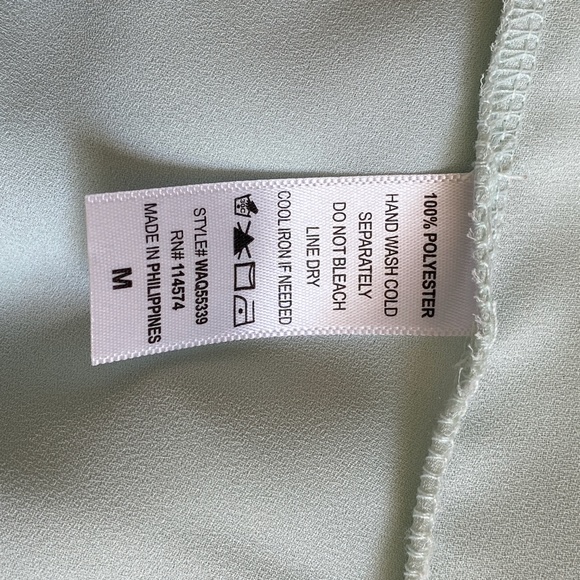 100% POLYESTER
HAND WASH COLD
SEPARATELY
DO NOT BLEACH
LINE DRY
COOL IRON IF NEEDED
STYLE# WAQ55339
RN# 114574
MADE IN PHILIPPINES
M